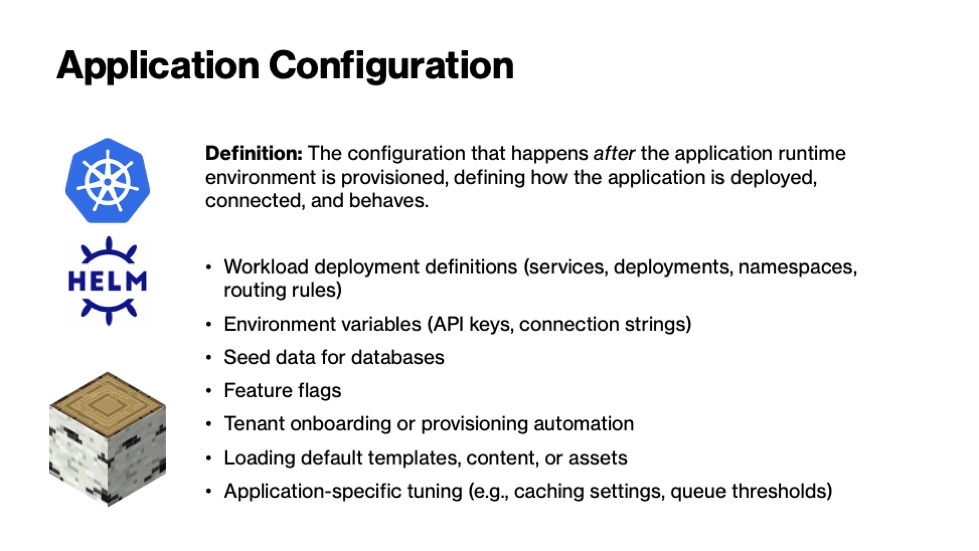 Application Configuration
Definition: The configuration that happens after the application runtime
environment is provisioned, defining how the application is deployed,
connected, and behaves.
HELM
• Workload deployment definitions (services, deployments, namespaces,
routing rules)
• Environment variables (API keys, connection strings)
• Seed data for databases
• Feature flags
• Tenant onboarding or provisioning automation
• Loading default templates, content, or assets
• Application-specific tuning (e.g., caching settings, queue thresholds)